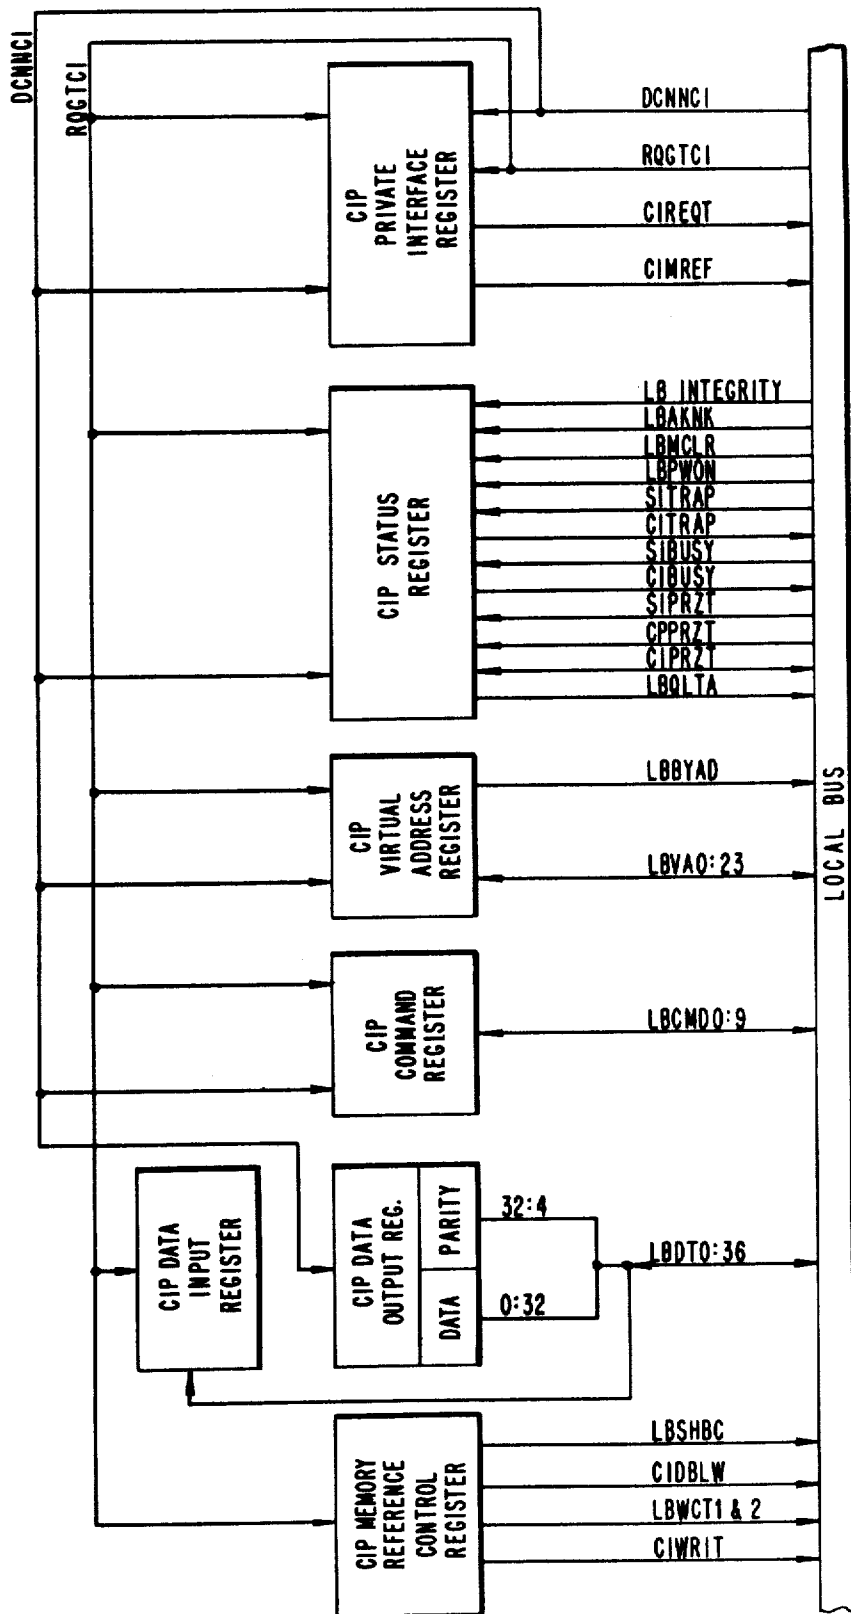 DCNNCI
RQGTCI
CIP
PRIVATE
INTERFACE
REGISTER
DCNNCI
RQGTCI
CIREQT
CIMREF
CIP STATUS
REGISTER
LB INTEGRITY
LBAKNK
LBMCLR
LBPWON
SITRAP
CITRAP
SIBUSY
CIBUSY
SIPRZT
CPPRZT
CIPRZT
LBQLTA
CIP
VIRTUAL
ADDRESS
REGISTER
LBBYAD
LBVA0:23
LOCAL BUS
CIP
COMMAND
REGISTER
LBCMD0:9
CIP DATA
INPUT
REGISTER
CIP DATA
OUTPUT REG.
DATA
PARITY
32:4
0:32
LBDT0:36
CIP MEMORY
REFERENCE
CONTROL
REGISTER
LBSHBC
CIDBLW
LBWCT1 & 2
CIWRIT